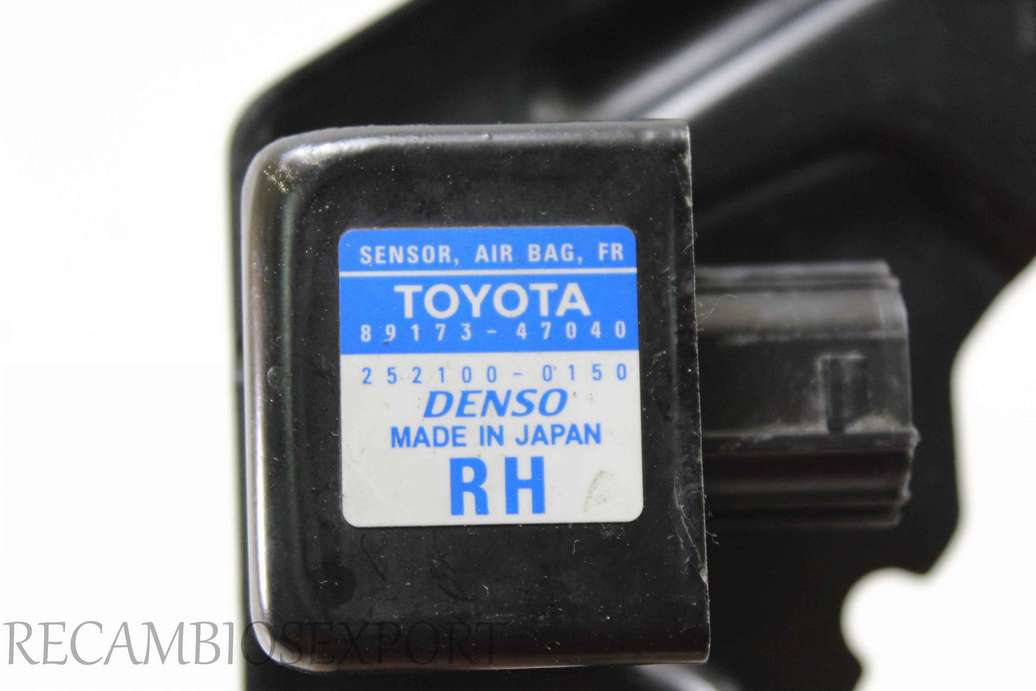 SENSOR, AIR BAG, FR
TOYOTA
89173-47040
252100-0150
DENSO
MADE IN JAPAN
RH
RECAMBIOSEXPORT